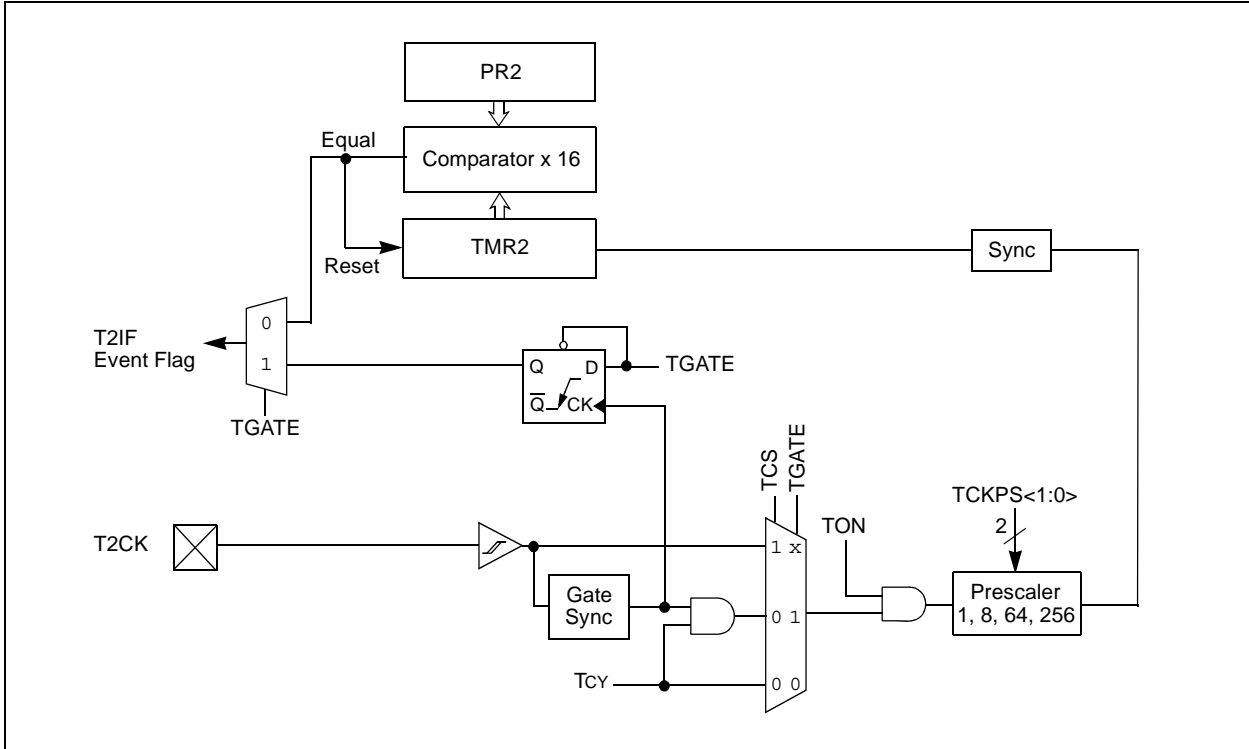 PR2
Equal
Comparator x 16
TMR2
Sync
Reset
0
T2IF
Event Flag
1
Q
D
TGATE
Q̅
CK
TGATE
TCS
TGATE
TCKPS<1:0>
2
TON
T2CK
1 x
Gate
Sync
0 1
Prescaler
1, 8, 64, 256
TCY
0 0